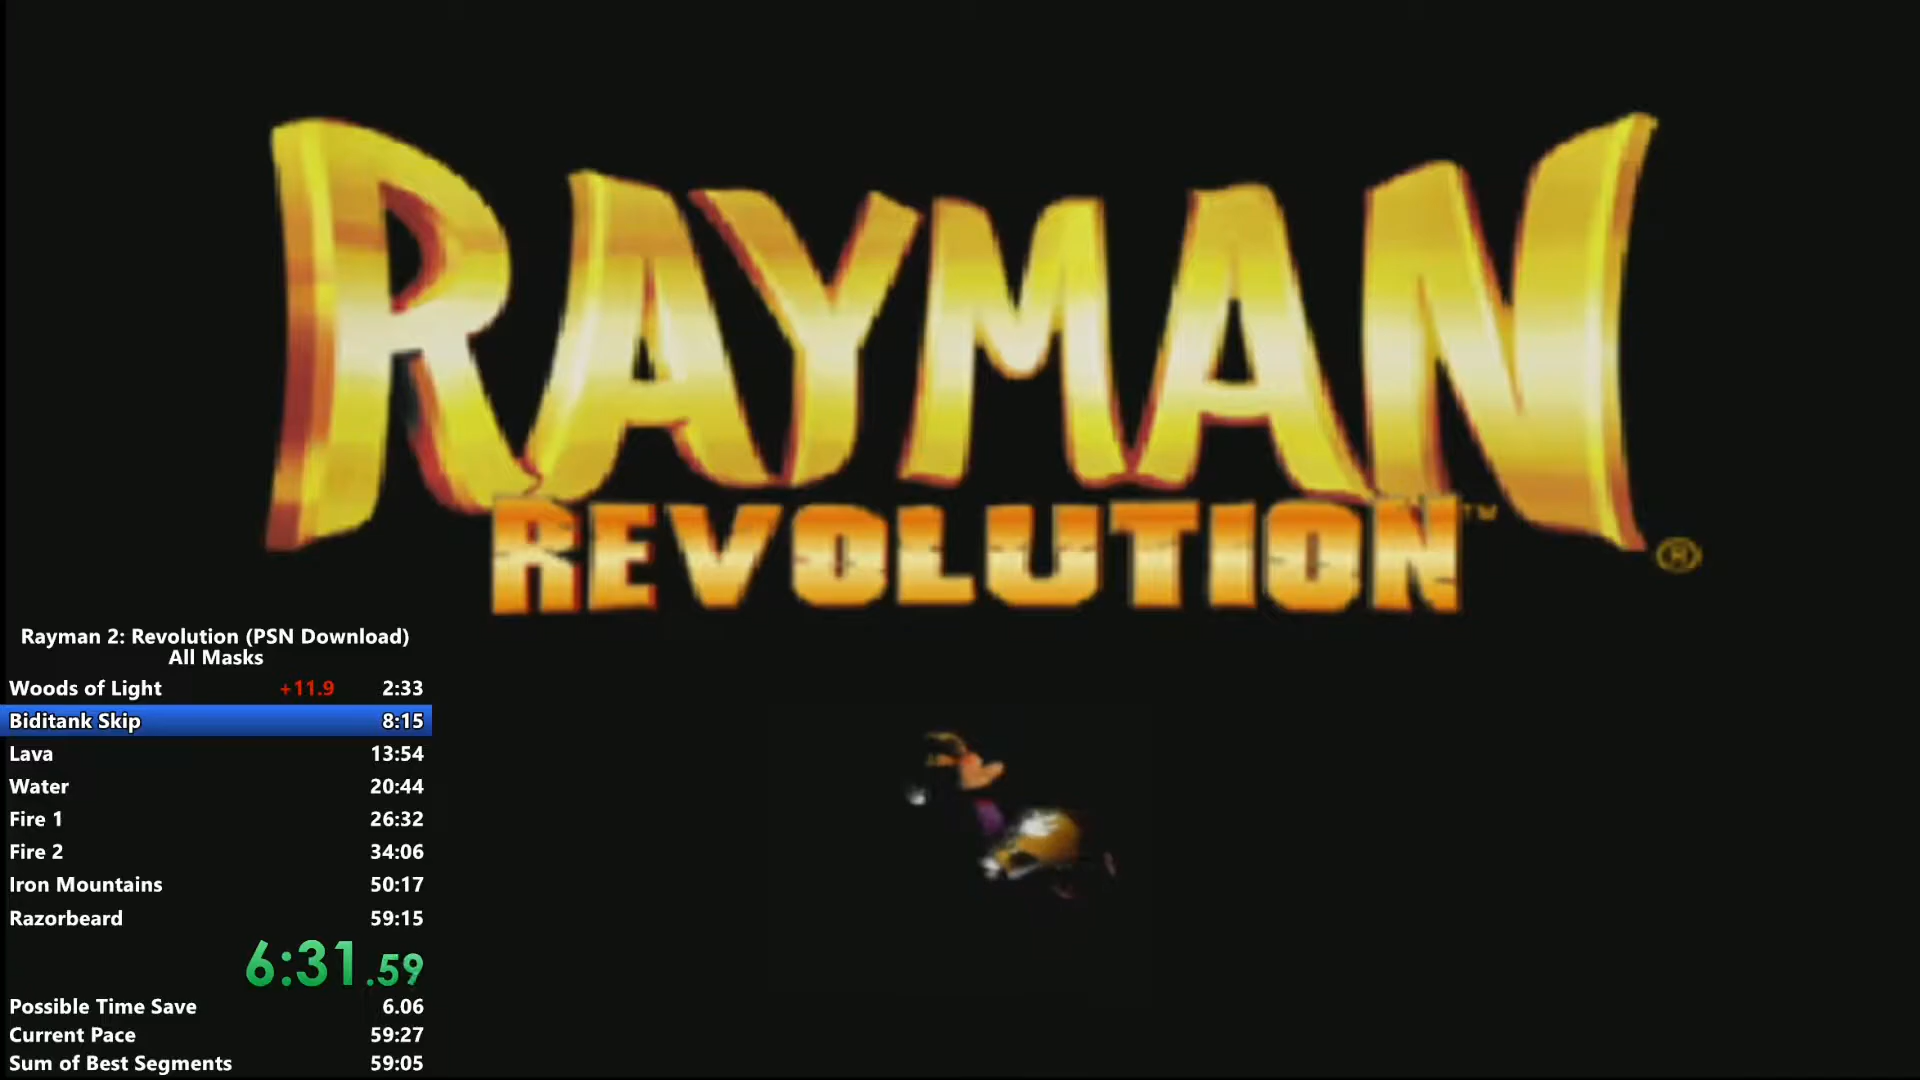 RAYMAN
REVOLUTION™
®
Rayman 2: Revolution (PSN Download)
All Masks
Woods of Light +11.9 2:33
Biditank Skip 8:15
Lava 13:54
Water 20:44
Fire 1 26:32
Fire 2 34:06
Iron Mountains 50:17
Razorbeard 59:15
6:31.59
Possible Time Save 6.06
Current Pace 59:27
Sum of Best Segments 59:05